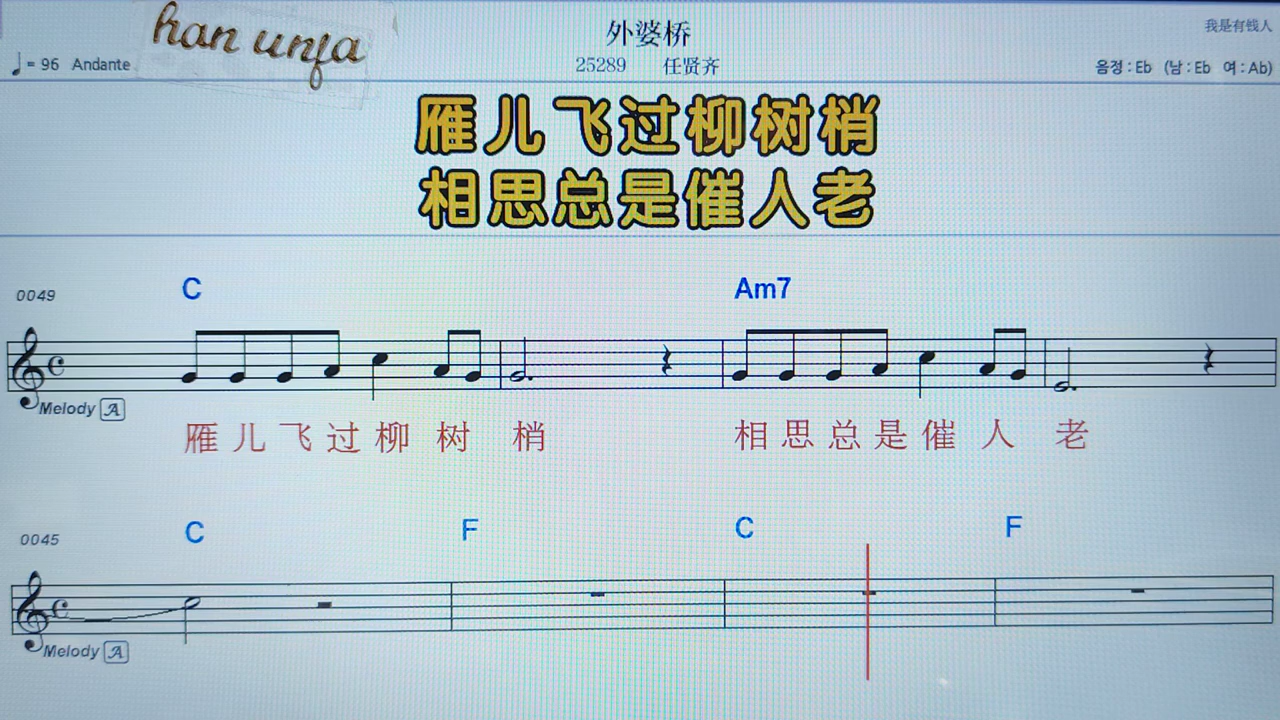 han unfa
外婆桥
我是有钱人
♩= 96 Andante
25289 任贤齐
음정 : Eb (남 : Eb 여 : Ab)
雁儿飞过柳树梢
相思总是催人老
0049
C Am7
Melody A
雁 儿 飞 过 柳 树 梢 相 思 总 是 催 人 老
0045
C F C F
Melody A